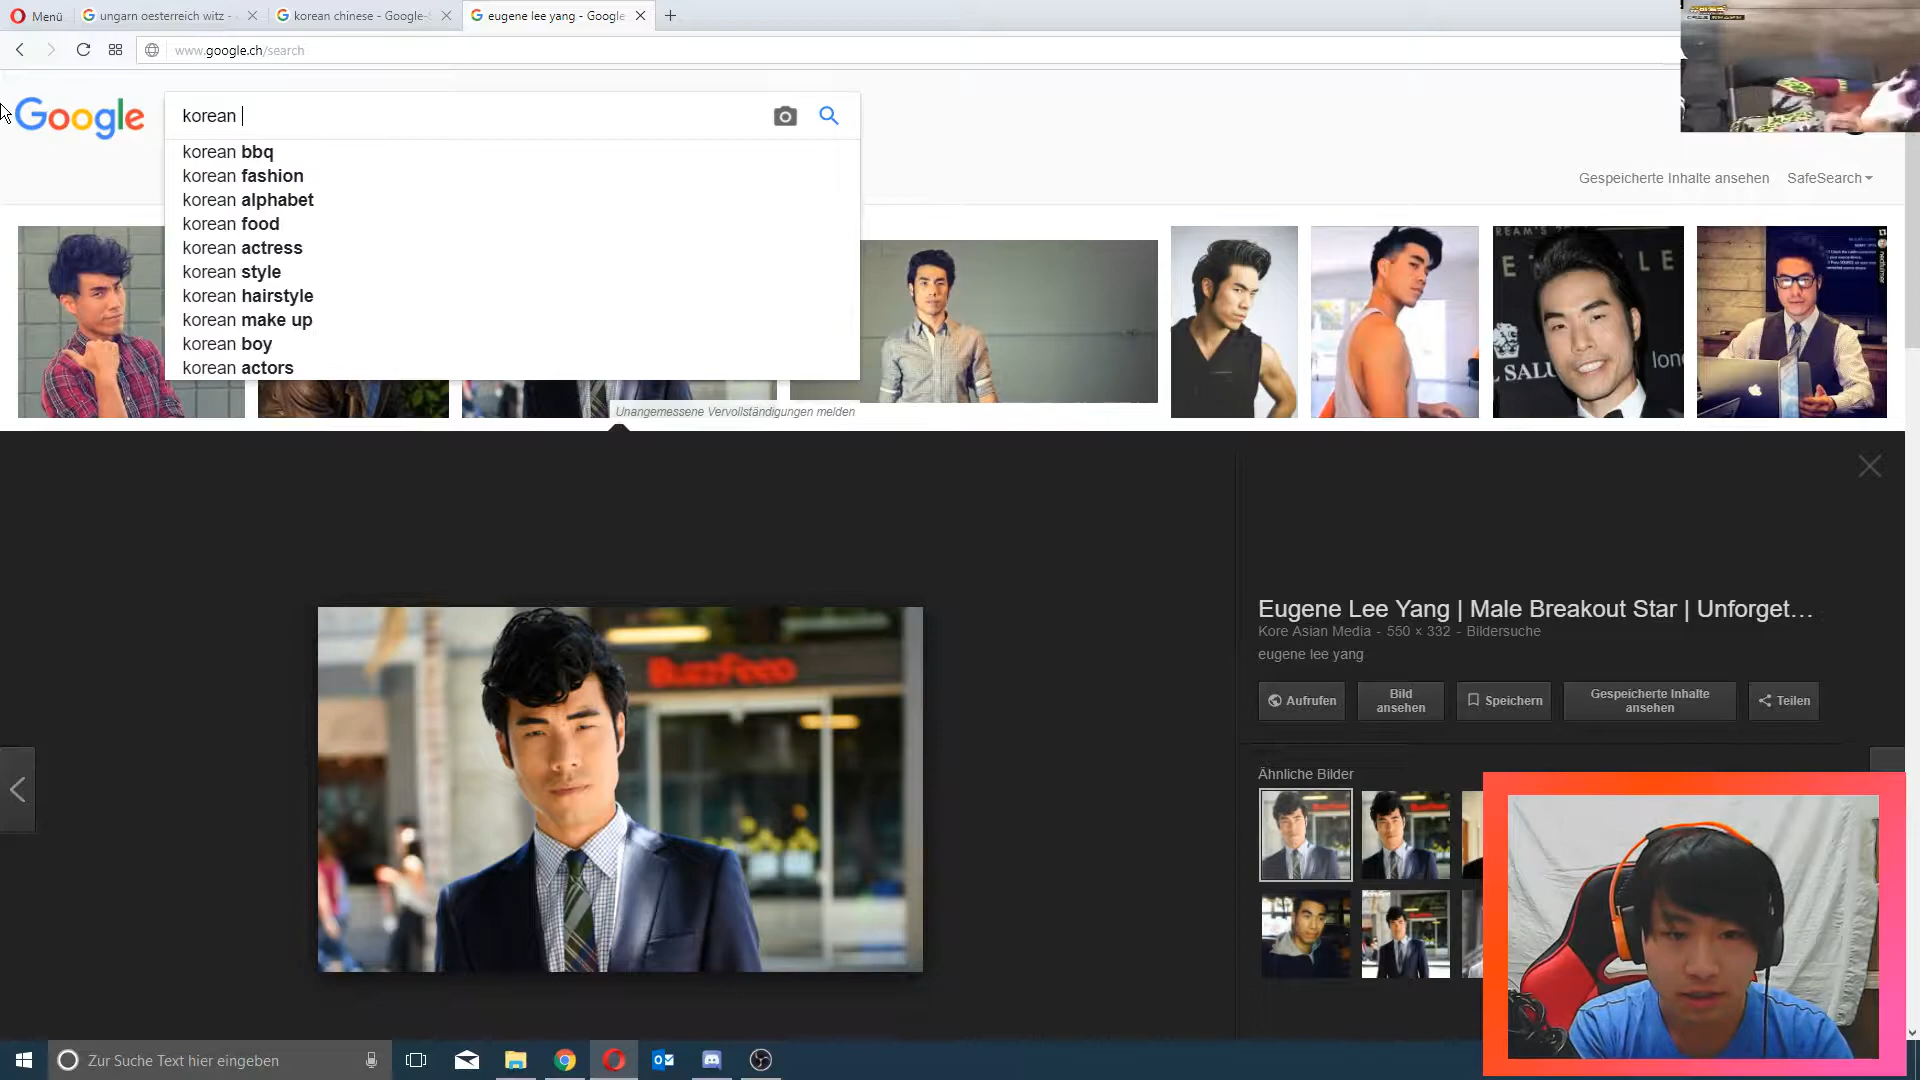 Menü
ungarn oesterreich witz -
korean chinese - Google-
eugene lee yang - Google
www.google.ch/search
Google
korean
korean bbq
korean fashion
korean alphabet
korean food
korean actress
korean style
korean hairstyle
korean make up
korean boy
korean actors
Unangemessene Vervollständigungen melden
Gespeicherte Inhalte ansehen
SafeSearch
BuzzFeed
Eugene Lee Yang | Male Breakout Star | Unforget...
Kore Asian Media - 550 × 332 - Bildersuche
eugene lee yang
Aufrufen
Bild
ansehen
Speichern
Gespeicherte Inhalte
ansehen
Teilen
Ähnliche Bilder
Zur Suche Text hier eingeben